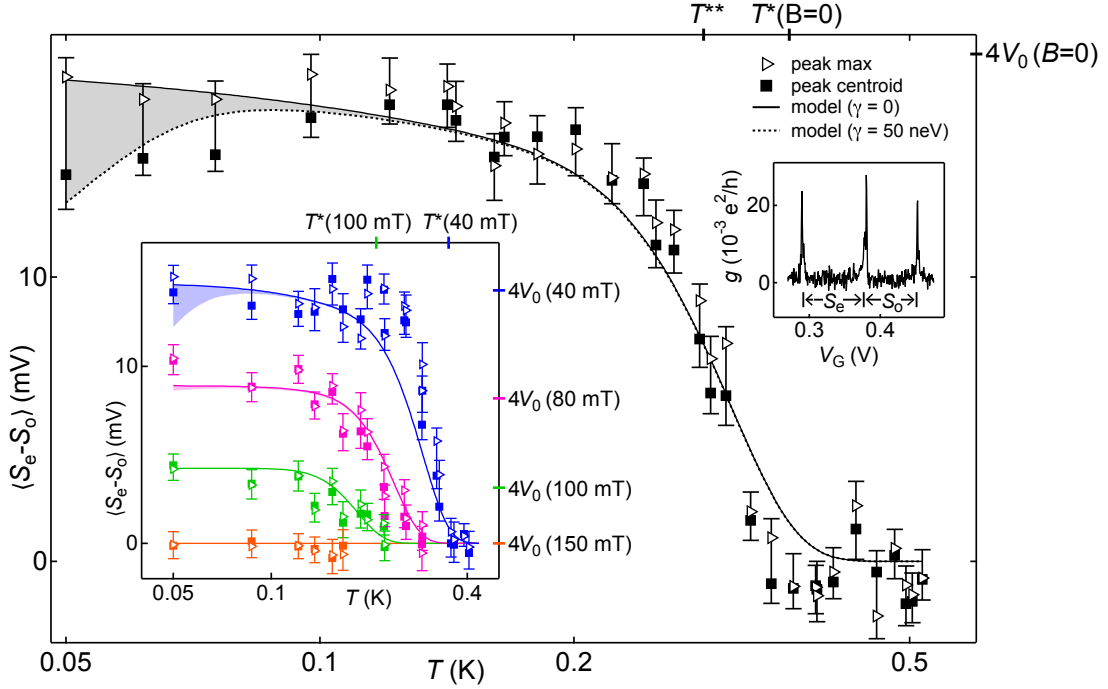 T** T*(B=0)
4V₀ (B=0)
▷ peak max
■ peak centroid
model (γ = 0)
model (γ = 50 neV)
g (10⁻³ e²/h)
20
0
Sₑ Sₒ
0.3 0.4
V_G (V)
⟨Sₑ-Sₒ⟩ (mV)
10
0
0.05 0.1 0.2 0.5
T (K)
T*(100 mT) T*(40 mT)
4V₀ (40 mT)
4V₀ (80 mT)
4V₀ (100 mT)
4V₀ (150 mT)
⟨Sₑ-Sₒ⟩ (mV)
10
0
0.05 0.1 0.4
T (K)